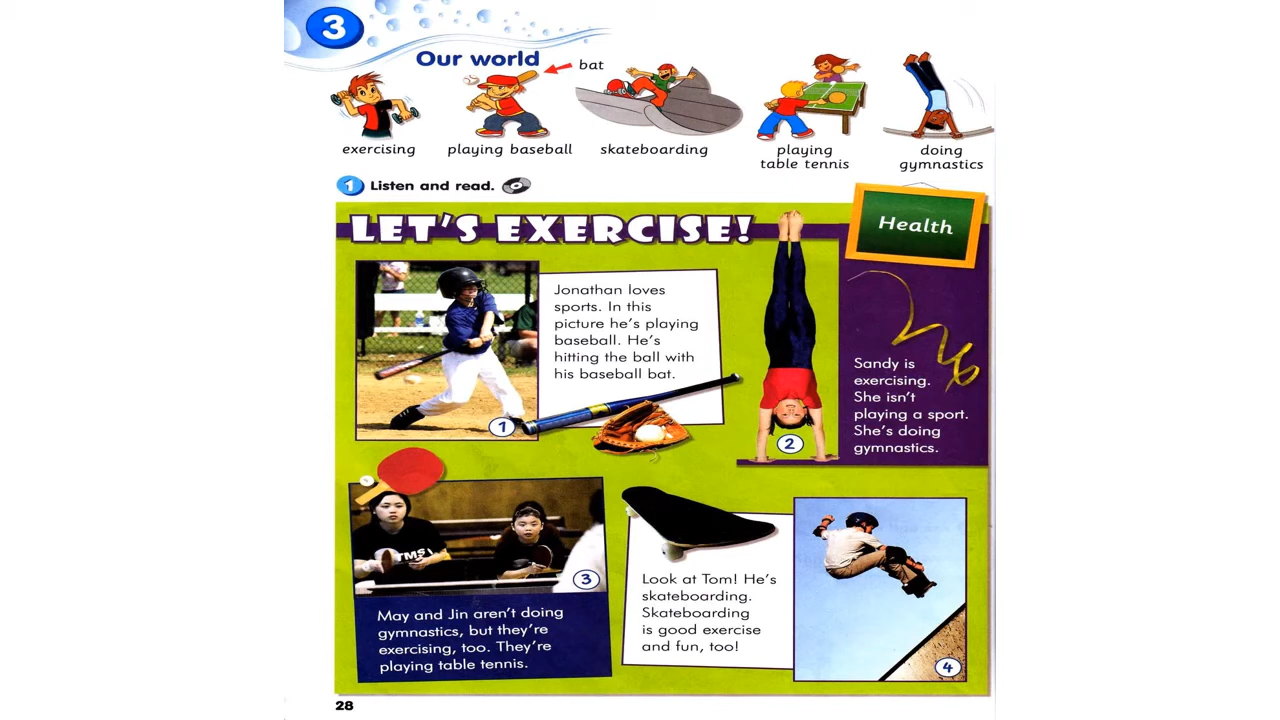 3
Our world
bat
exercising
playing baseball
skateboarding
playing
table tennis
doing
gymnastics
1 Listen and read.
LET'S EXERCISE!
Health
Jonathan loves
sports. In this
picture he's playing
baseball. He's
hitting the ball with
his baseball bat.
1
2
Sandy is
exercising.
She isn't
playing a sport.
She's doing
gymnastics.
TMS
3
May and Jin aren't doing
gymnastics, but they're
exercising, too. They're
playing table tennis.
Look at Tom! He's
skateboarding.
Skateboarding
is good exercise
and fun, too!
4
28